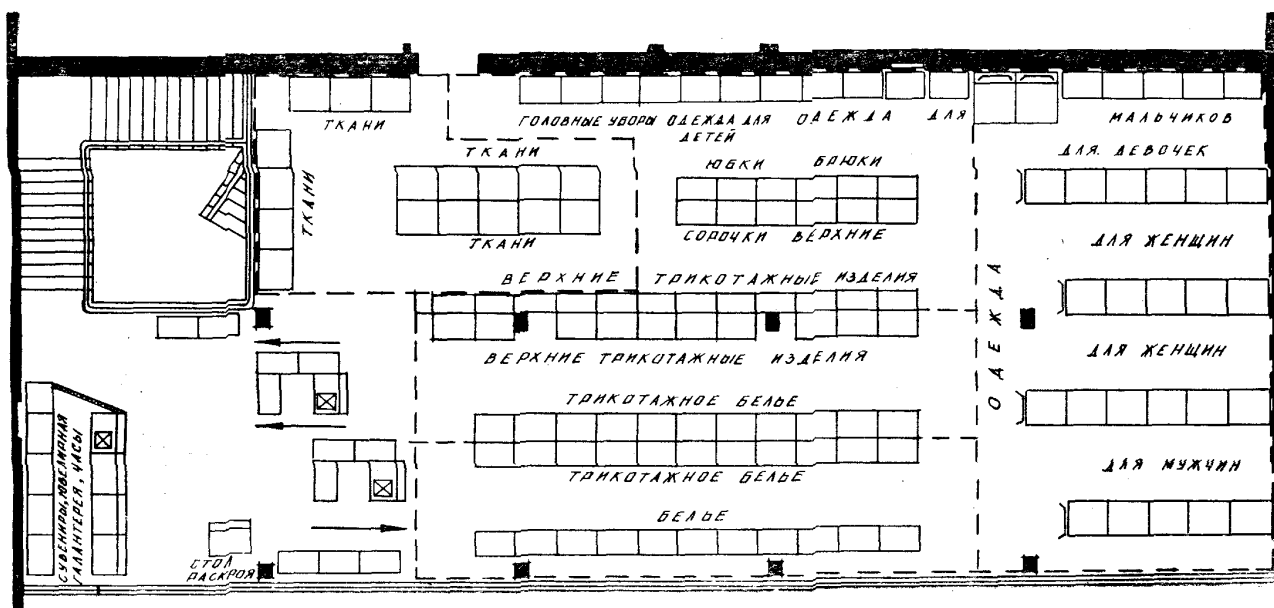 ТКАНИ
ГОЛОВНЫЕ УБОРЫ ОДЕЖДА ДЛЯ
ДЕТЕЙ
ОДЕЖДА ДЛЯ
МАЛЬЧИКОВ
ТКАНИ
ЮБКИ БРЮКИ
ДЛЯ. ДЕВОЧЕК
ТКАНИ
ТКАНИ
СОРОЧКИ ВЕРХНИЕ
ДЛЯ ЖЕНЩИН
ВЕРХНИЕ ТРИКОТАЖНЫЕ ИЗДЕЛИЯ
ОДЕЖДА
ВЕРХНИЕ ТРИКОТАЖНЫЕ ИЗДЕЛИЯ
ДЛЯ ЖЕНЩИН
ТРИКОТАЖНОЕ БЕЛЬЕ
СУВЕНИРЫ, ЮВЕЛИРНАЯ
ГАЛАНТЕРЕЯ, ЧАСЫ
ТРИКОТАЖНОЕ БЕЛЬЕ
ДЛЯ МУЖЧИН
БЕЛЬЕ
СТОЛ
РАСКРОЯ